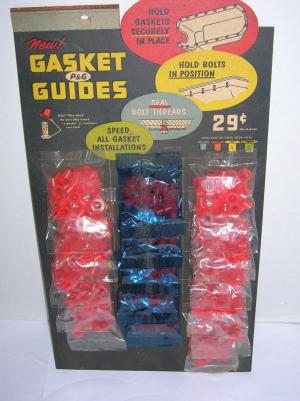 New!
GASKET
P&G
GUIDES
HOLD
GASKETS
SECURELY
IN PLACE
HOLD BOLTS
IN POSITION
SEAL
BOLT THREADS
SPEED
ALL GASKET
INSTALLATIONS
29¢